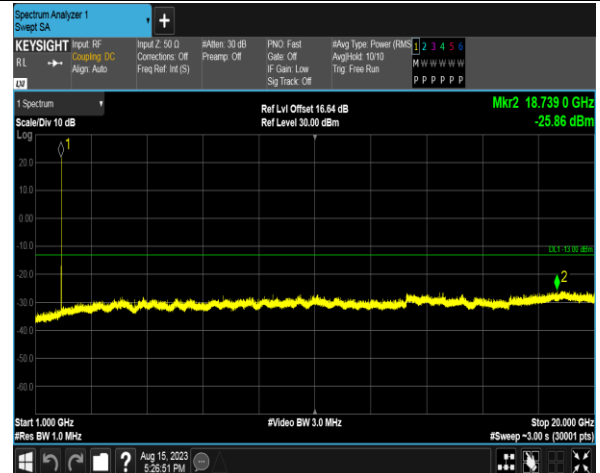 Spectrum Analyzer 1
Swept SA
+
KEYSIGHT
RL
Input: RF
Coupling: DC
Align: Auto
Input Z: 50 Ω
Corrections: Off
Freq Ref: Int (S)
#Atten: 30 dB
Preamp: Off
PNO: Fast
Gate: Off
IF Gain: Low
Sig Track: Off
#Avg Type: Power (RMS
Avg|Hold: 10/10
Trig: Free Run
1 2 3 4 5 6
M W W W W W
P P P P P P
LXI
1 Spectrum
Scale/Div 10 dB
Ref Lvl Offset 16.64 dB
Ref Level 30.00 dBm
Mkr2 18.739 0 GHz
-25.86 dBm
Log
1
20.0
10.0
0.00
-10.0
DL1 -13.00 dBm
-20.0
2
-30.0
-40.0
-50.0
-60.0
Start 1.000 GHz
#Res BW 1.0 MHz
#Video BW 3.0 MHz
Stop 20.000 GHz
#Sweep ~3.00 s (30001 pts)
?
Aug 15, 2023
5:26:51 PM